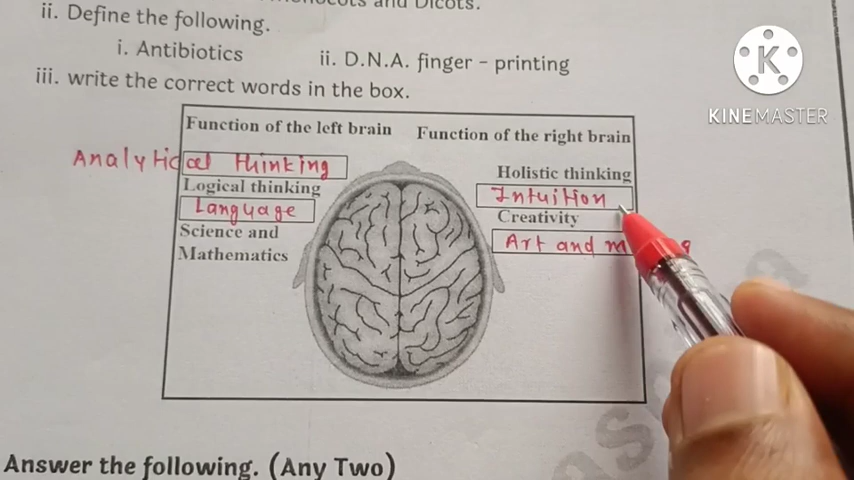 and Dicots.
ii. Define the following.
i. Antibiotics ii. D.N.A. finger - printing
iii. write the correct words in the box.
Function of the left brain Function of the right brain
Analytical thinking
Logical thinking
Language
Science and
Mathematics
Holistic thinking
Intuition
Creativity
Art and
Answer the following. (Any Two)
K
KINEMASTER